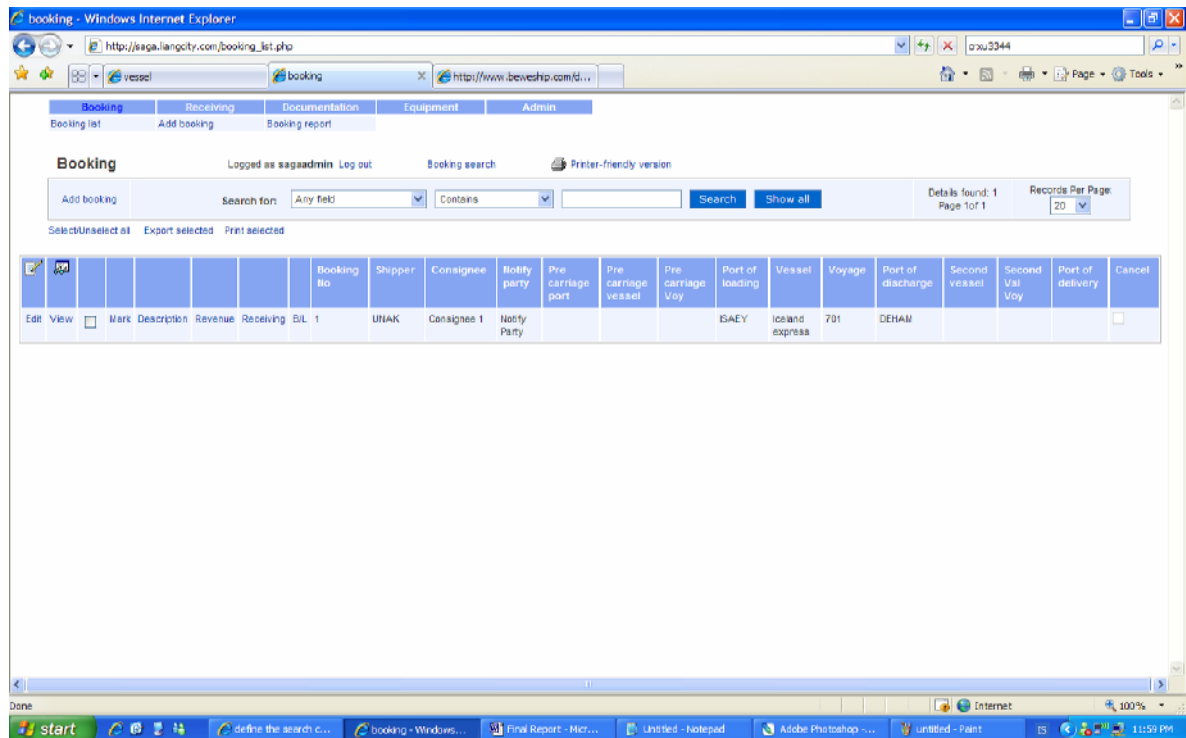 booking - Windows Internet Explorer
http://saga.liangcity.com/booking_list.php
vessel
booking
http://www.beweship.com/d...
Page
Tools
Booking Receiving Documentation Equipment Admin
Booking list Add booking Booking report
Booking Logged as sagaadmin Log out Booking search Printer-friendly version
Add booking Search for: Any field Contains Search Show all Details found: 1 Records Per Page:
Page 1of 1 20
Select/Unselect all Export selected Print selected
Booking No Shipper Consignee Notify party Pre carriage port Pre carriage vessel Pre carriage Voy Port of loading Vessel Voyage Port of discharge Second vessel Second Vsl Voy Port of delivery Cancel
Edit View Mark Description Revenue Receiving B/L 1 UNAK Consignee 1 Notify Party ISAEY Iceland express 701 DEHAM
Done Internet 100%
start define the search c... booking - Windows... Final Report - Micr... Untitled - Notepad Adobe Photoshop -... untitled - Paint IS 11:59 PM